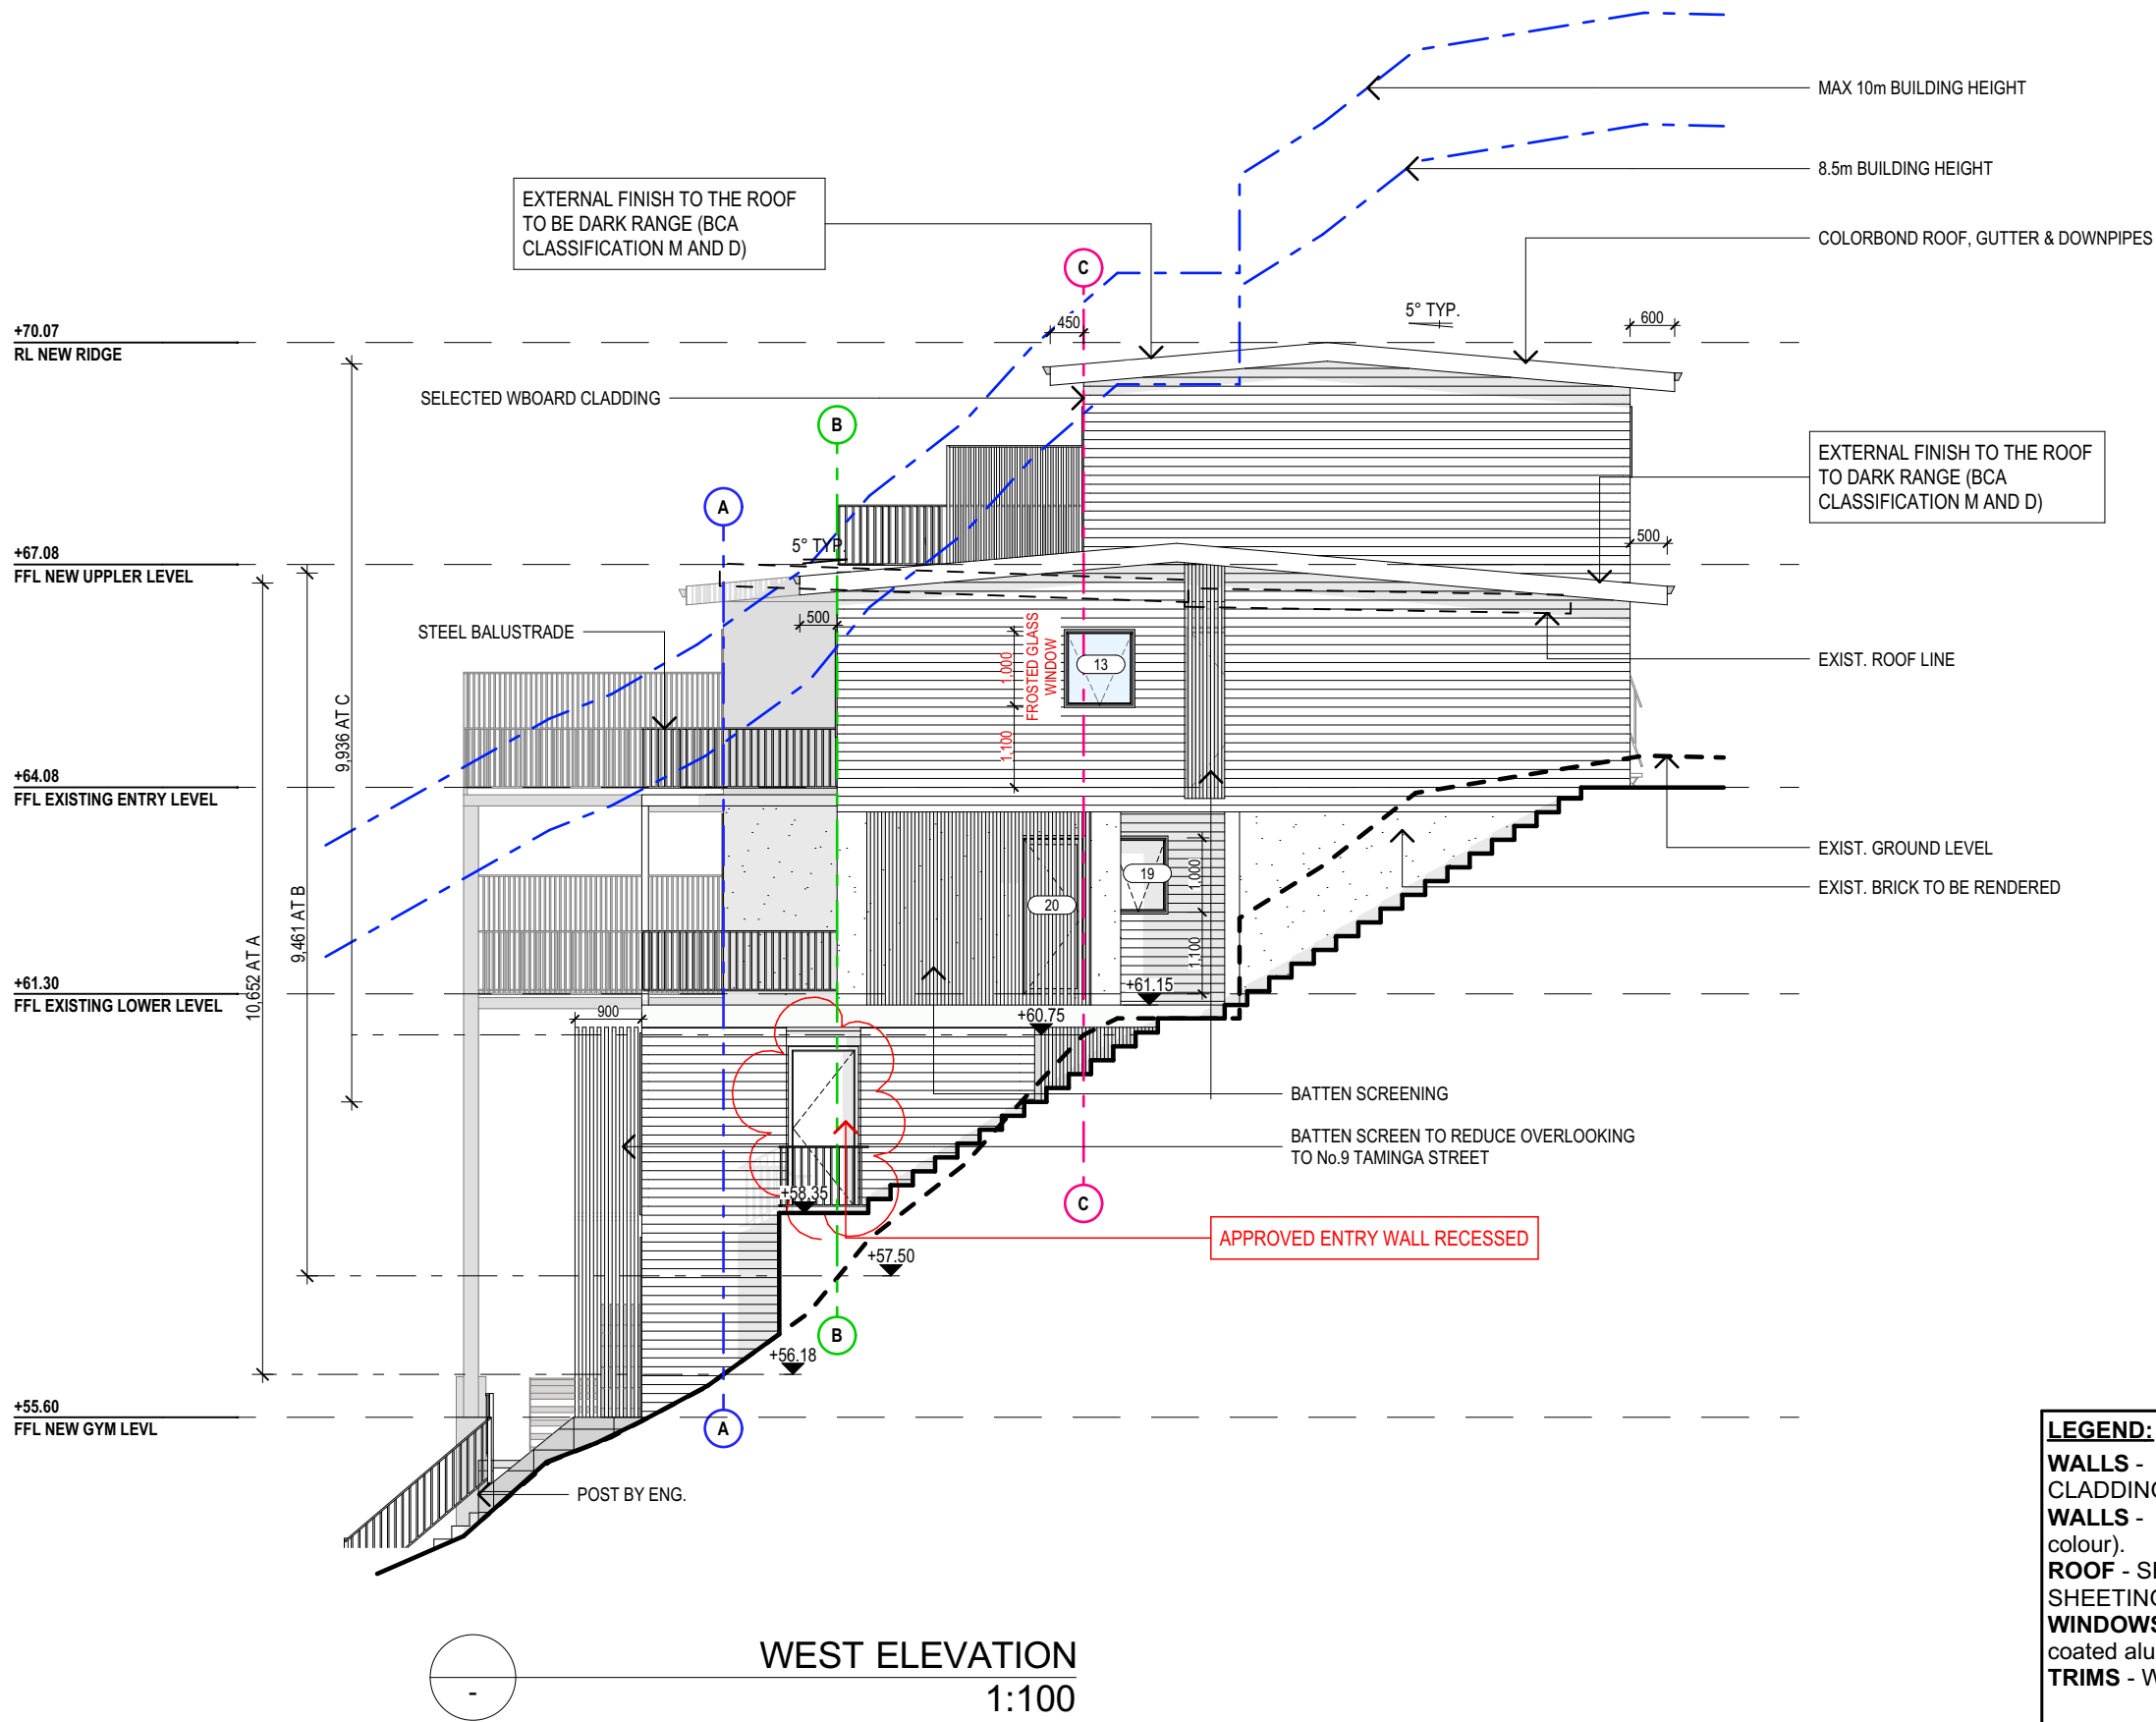 MAX 10m BUILDING HEIGHT
8.5m BUILDING HEIGHT
EXTERNAL FINISH TO THE ROOF
TO BE DARK RANGE (BCA
CLASSIFICATION M AND D)
COLORBOND ROOF, GUTTER & DOWNPIPES
C
5° TYP.
450
600
+70.07
RL NEW RIDGE
SELECTED WBOARD CLADDING
B
EXTERNAL FINISH TO THE ROOF
TO DARK RANGE (BCA
CLASSIFICATION M AND D)
A
500
5° TYP.
+67.08
FFL NEW UPPLER LEVEL
500
STEEL BALUSTRADE
1,000
FROSTED GLASS
WINDOW
13
EXIST. ROOF LINE
9,936 AT C
1,100
+64.08
FFL EXISTING ENTRY LEVEL
EXIST. GROUND LEVEL
19
1,000
20
EXIST. BRICK TO BE RENDERED
9,461 AT B
10,652 AT A
1,100
+61.30
FFL EXISTING LOWER LEVEL
+61.15
900
+60.75
BATTEN SCREENING
BATTEN SCREEN TO REDUCE OVERLOOKING
TO No.9 TAMINGA STREET
+58.35
C
APPROVED ENTRY WALL RECESSED
+57.50
B
+56.18
+55.60
FFL NEW GYM LEVL
A
POST BY ENG.
LEGEND:
WALLS -
CLADDING
WALLS -
colour).
ROOF - S
SHEETING
WINDOWS
coated alu
TRIMS - W
WEST ELEVATION
-
1:100